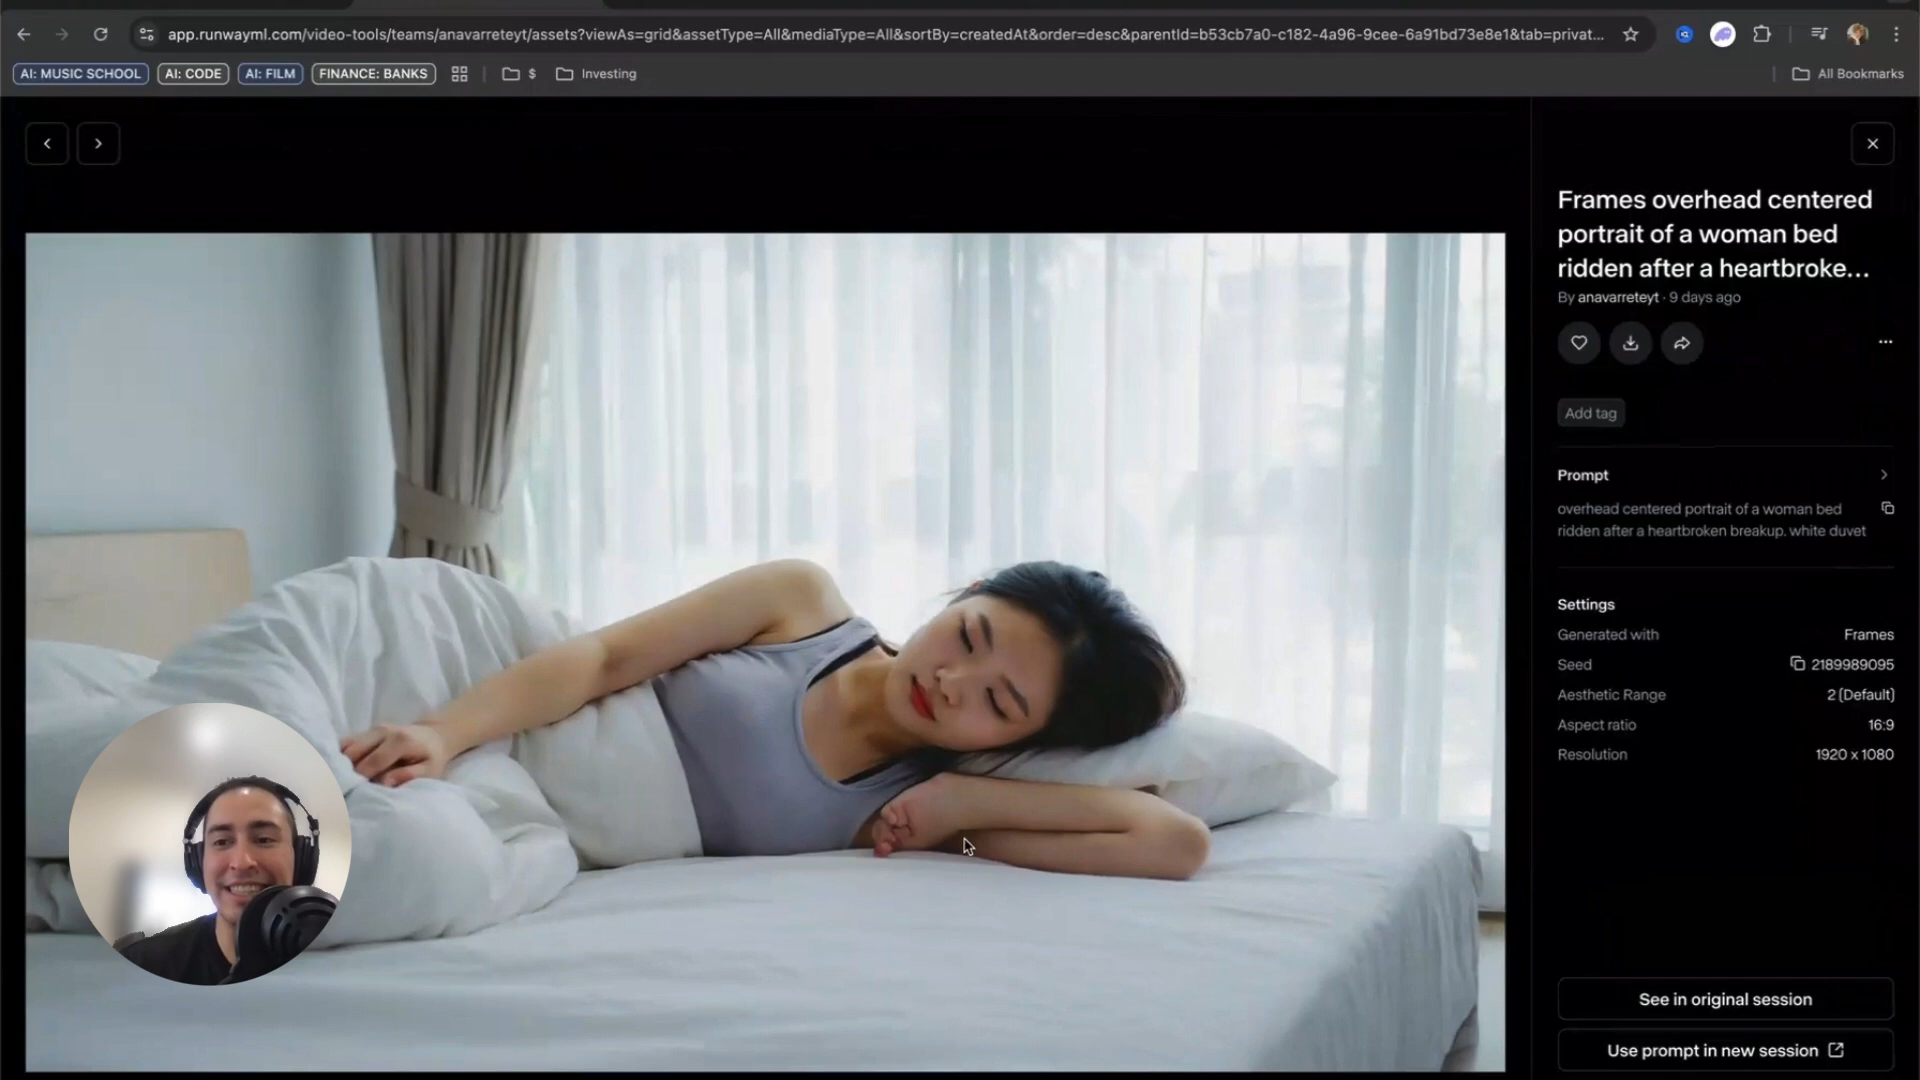 app.runwayml.com/video-tools/teams/anavarreteyt/assets?viewAs=grid&assetType=All&mediaType=All&sortBy=createdAt&order=desc&parentId=b53cb7a0-c182-4a96-9cee-6a91bd73e8e1&tab=privat...
AI: MUSIC SCHOOL AI: CODE AI: FILM FINANCE: BANKS $ Investing All Bookmarks
Frames overhead centered
portrait of a woman bed
ridden after a heartbroke...
By anavarreteyt · 9 days ago
Add tag
Prompt
overhead centered portrait of a woman bed
ridden after a heartbroken breakup. white duvet
Settings
Generated with Frames
Seed 2189989095
Aesthetic Range 2 (Default)
Aspect ratio 16:9
Resolution 1920 x 1080
See in original session
Use prompt in new session